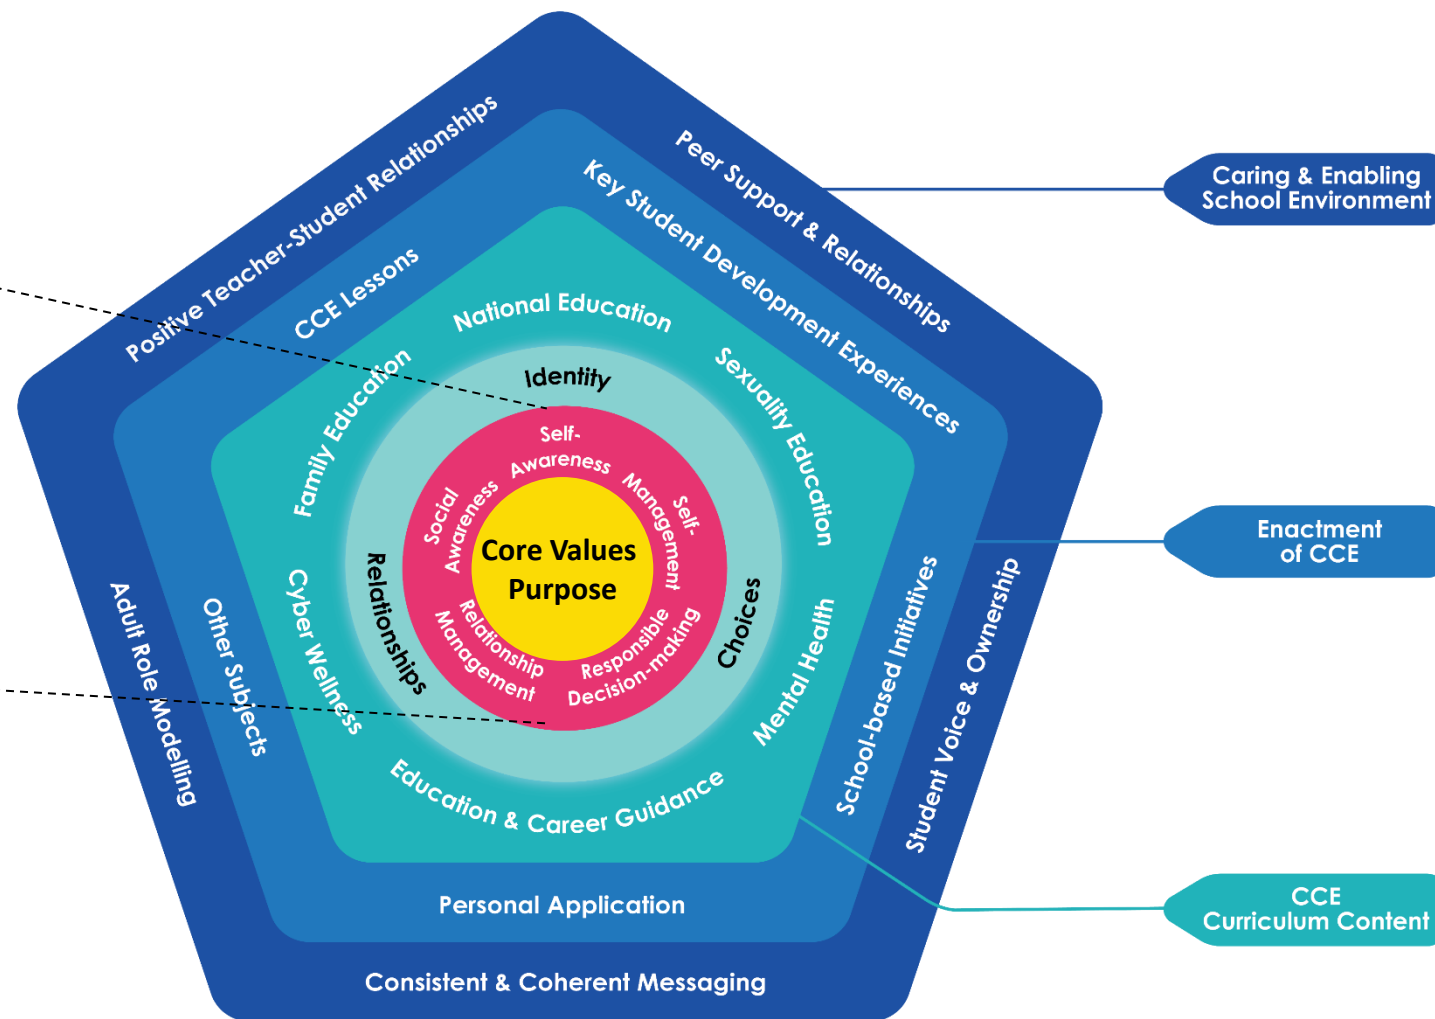 Positive Teacher-Student Relationships
Peer Support & Relationships
Student Voice & Ownership
Consistent & Coherent Messaging
Adult Role Modelling
CCE Lessons
Key Student Development Experiences
School-based Initiatives
Personal Application
Other Subjects
National Education
Sexuality Education
Mental Health
Education & Career Guidance
Cyber Wellness
Family Education
Identity
Choices
Relationships
Self-
Awareness
Self-
Management
Responsible
Decision-making
Relationship
Management
Social
Awareness
Core Values
Purpose
Caring & Enabling
School Environment
Enactment
of CCE
CCE
Curriculum Content